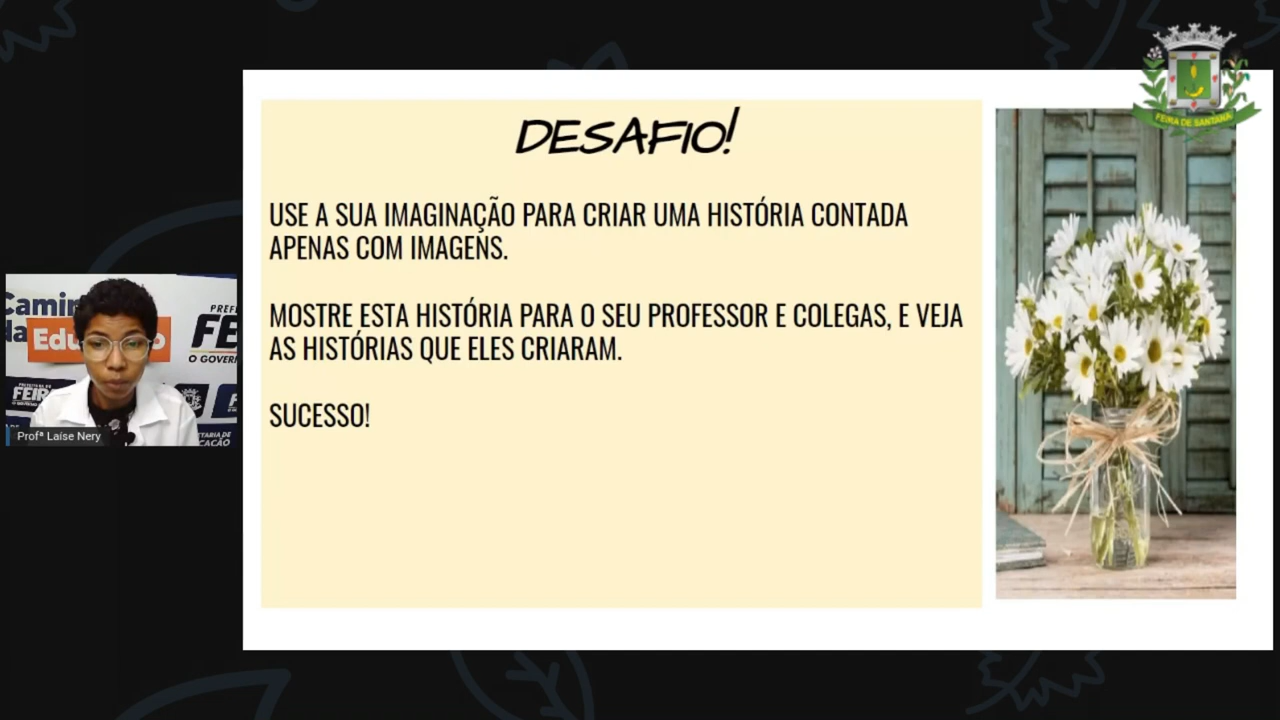 DESAFIO!
USE A SUA IMAGINAÇÃO PARA CRIAR UMA HISTÓRIA CONTADA
APENAS COM IMAGENS.
MOSTRE ESTA HISTÓRIA PARA O SEU PROFESSOR E COLEGAS, E VEJA
AS HISTÓRIAS QUE ELES CRIARAM.
SUCESSO!
FEIRA DE SANTANA
Profª Laíse Nery